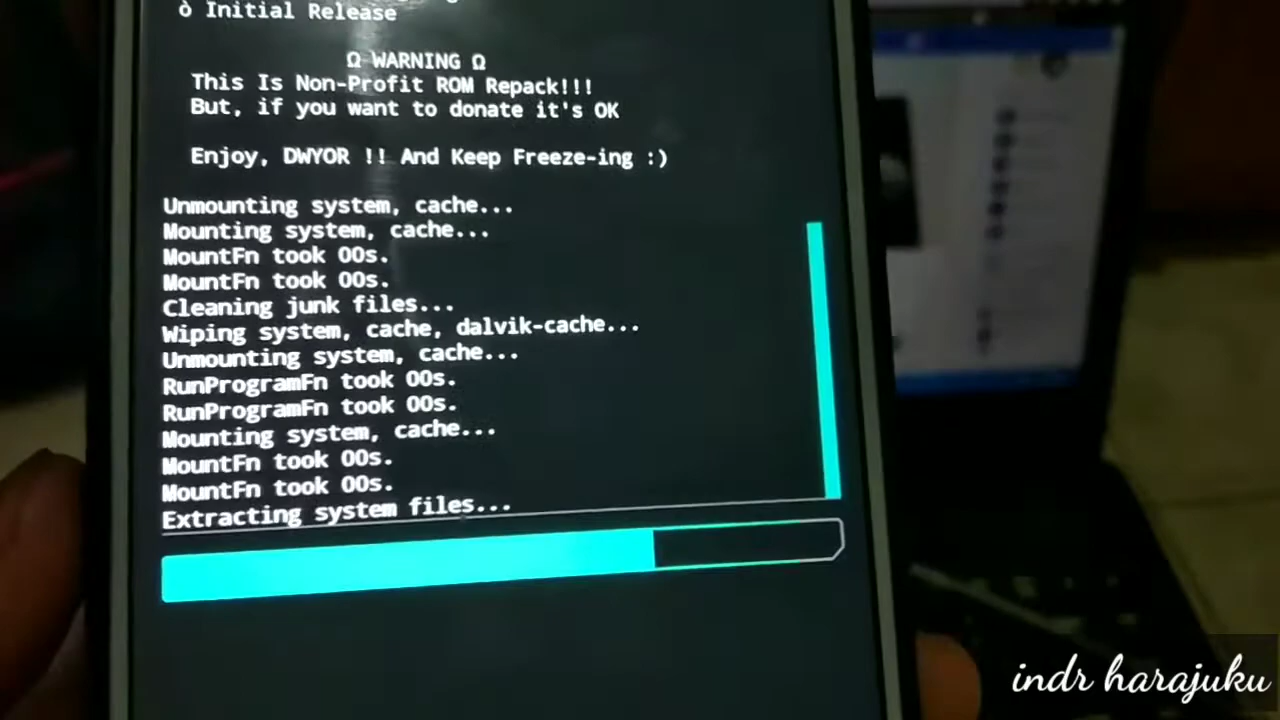 ò Initial Release
Ω WARNING Ω
This Is Non-Profit ROM Repack!!!
But, if you want to donate it's OK
Enjoy, DWYOR !! And Keep Freeze-ing :)
Unmounting system, cache...
Mounting system, cache...
MountFn took 00s.
MountFn took 00s.
Cleaning junk files...
Wiping system, cache, dalvik-cache...
Unmounting system, cache...
RunProgramFn took 00s.
RunProgramFn took 00s.
Mounting system, cache...
MountFn took 00s.
MountFn took 00s.
Extracting system files...
indr harajuku